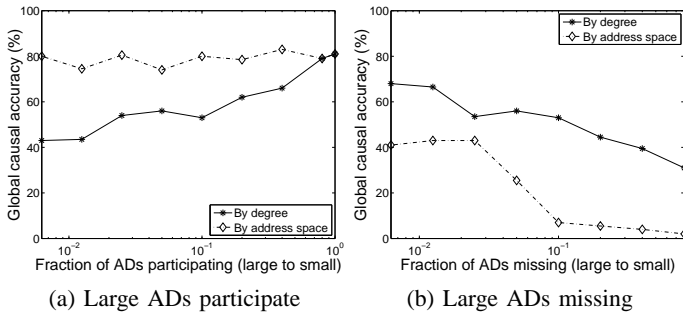 Global causal accuracy (%)
100
80
60
40
20
0
By degree
By address space
10⁻²
10⁻¹
10⁰
Fraction of ADs participating (large to small)
(a) Large ADs participate
Global causal accuracy (%)
100
80
60
40
20
0
By degree
By address space
10⁻²
10⁻¹
Fraction of ADs missing (large to small)
(b) Large ADs missing